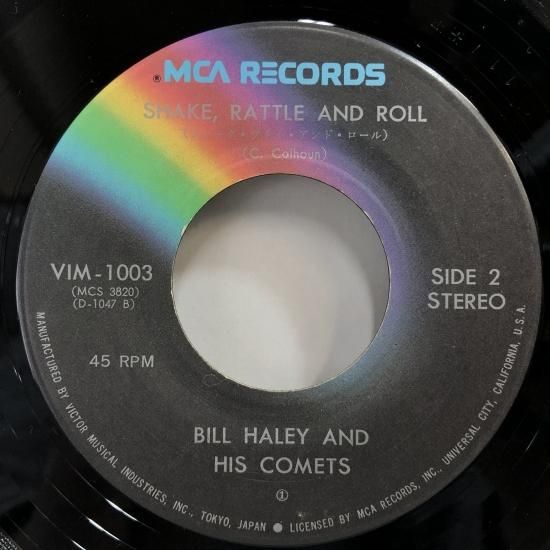 ® MCA RECORDS
SHAKE, RATTLE AND ROLL
(シェーク・ラトル・アンド・ロール)
(C. Calhoun)
VIM-1003
(MCS 3820)
(D-1047 B)
45 RPM
SIDE 2
STEREO
BILL HALEY AND
HIS COMETS
①
MANUFACTURED BY VICTOR MUSICAL INDUSTRIES, INC., TOKYO, JAPAN ● LICENSED BY MCA RECORDS, INC., UNIVERSAL CITY, CALIFORNIA, U.S.A.